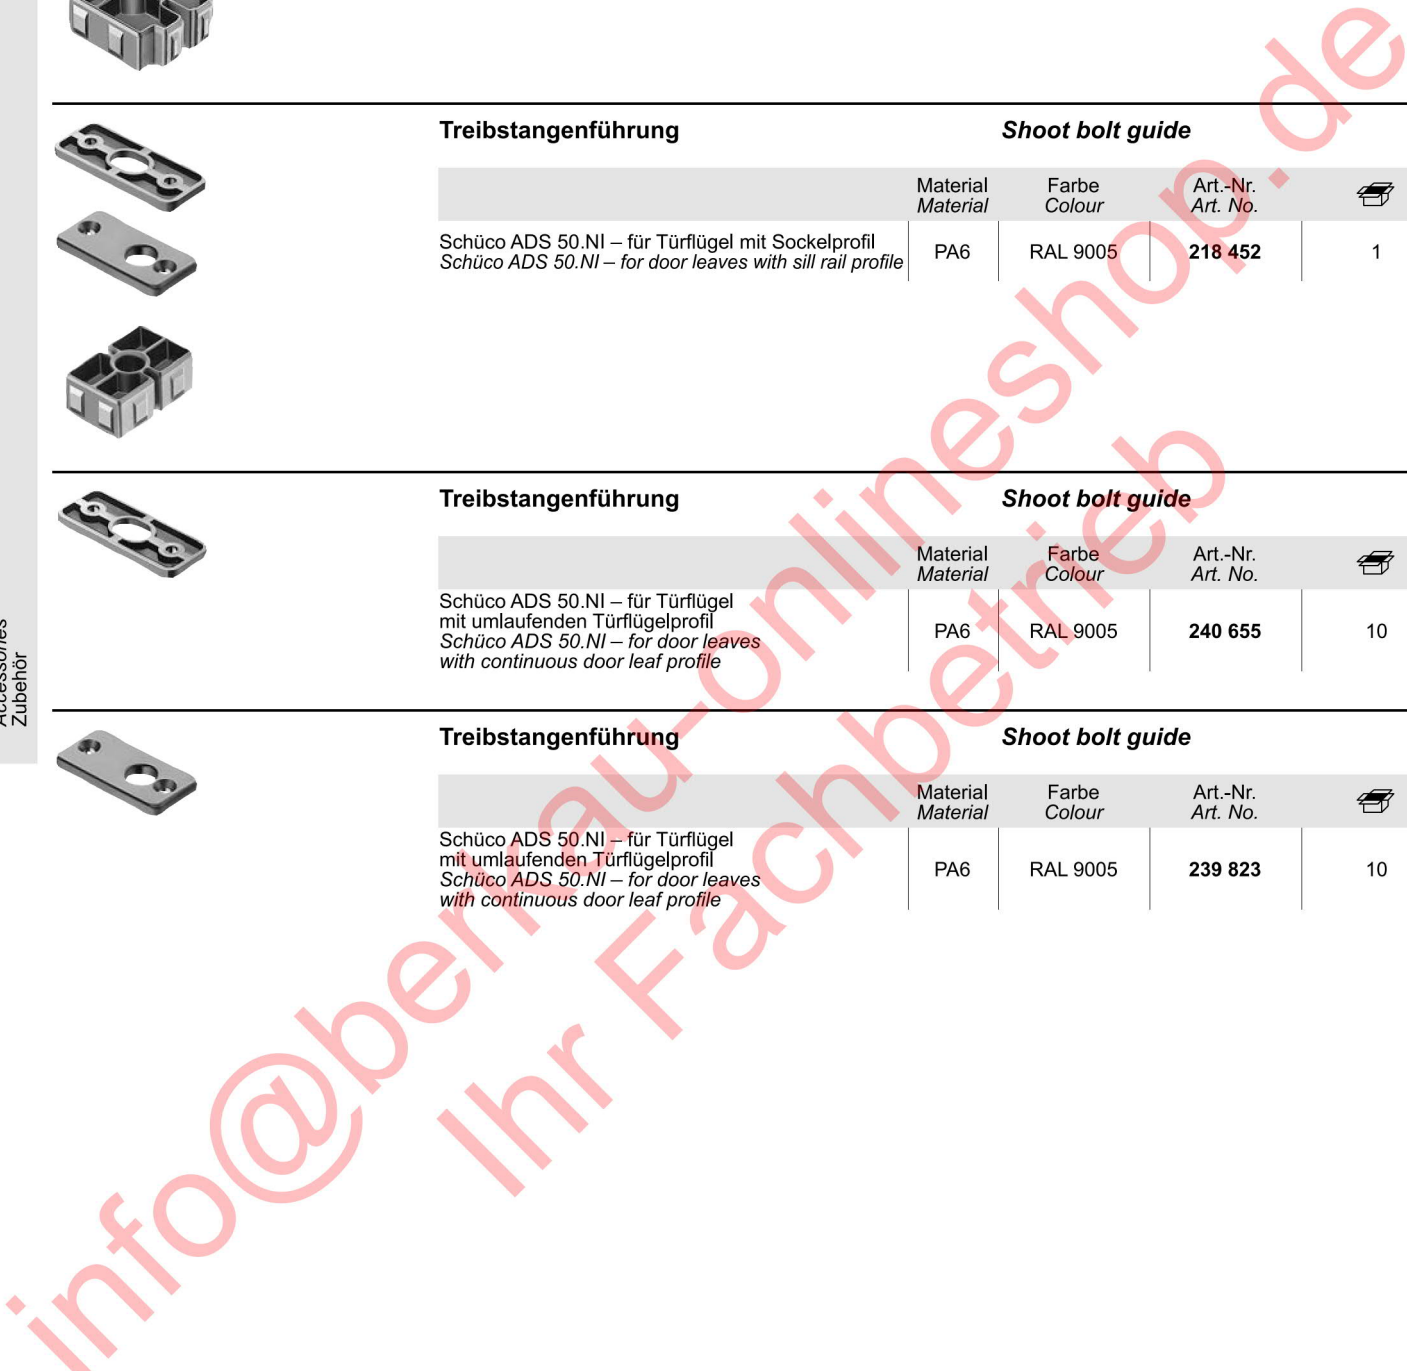 Treibstangenführung Shoot bolt guide
Material Farbe Art.-Nr.
Material Colour Art. No.
Schüco ADS 50.NI – für Türflügel mit Sockelprofil
Schüco ADS 50.NI – for door leaves with sill rail profile
PA6 RAL 9005 218 452 1
Treibstangenführung Shoot bolt guide
Material Farbe Art.-Nr.
Material Colour Art. No.
Schüco ADS 50.NI – für Türflügel
mit umlaufenden Türflügelprofil
Schüco ADS 50.NI – for door leaves
with continuous door leaf profile
PA6 RAL 9005 240 655 10
Treibstangenführung Shoot bolt guide
Material Farbe Art.-Nr.
Material Colour Art. No.
Schüco ADS 50.NI – für Türflügel
mit umlaufenden Türflügelprofil
Schüco ADS 50.NI – for door leaves
with continuous door leaf profile
PA6 RAL 9005 239 823 10
Accessories
Zubehör
info@berkau-onlineshop.de
Ihr Fachbetrieb